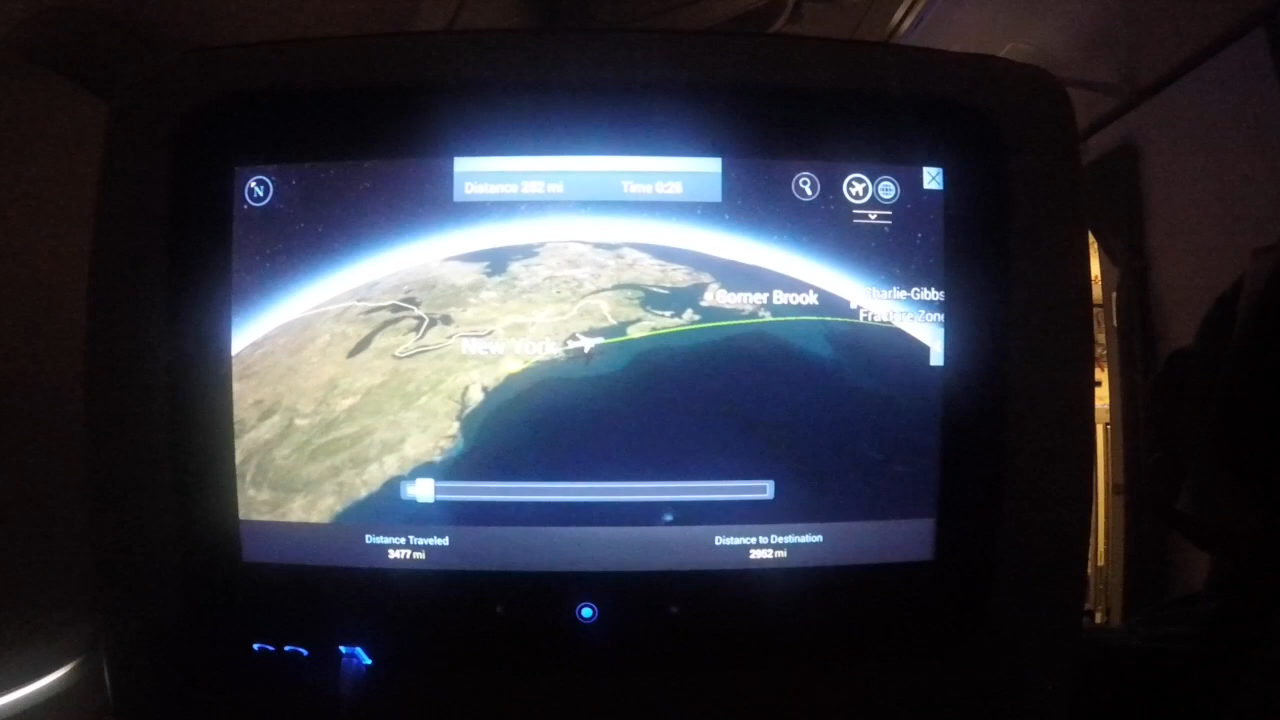 N
Distance 282 mi Time 0:26
Charlie-Gibbs
Corner Brook
Fracture Zone
New York
Distance Traveled
Distance to Destination
3477 mi
2952 mi